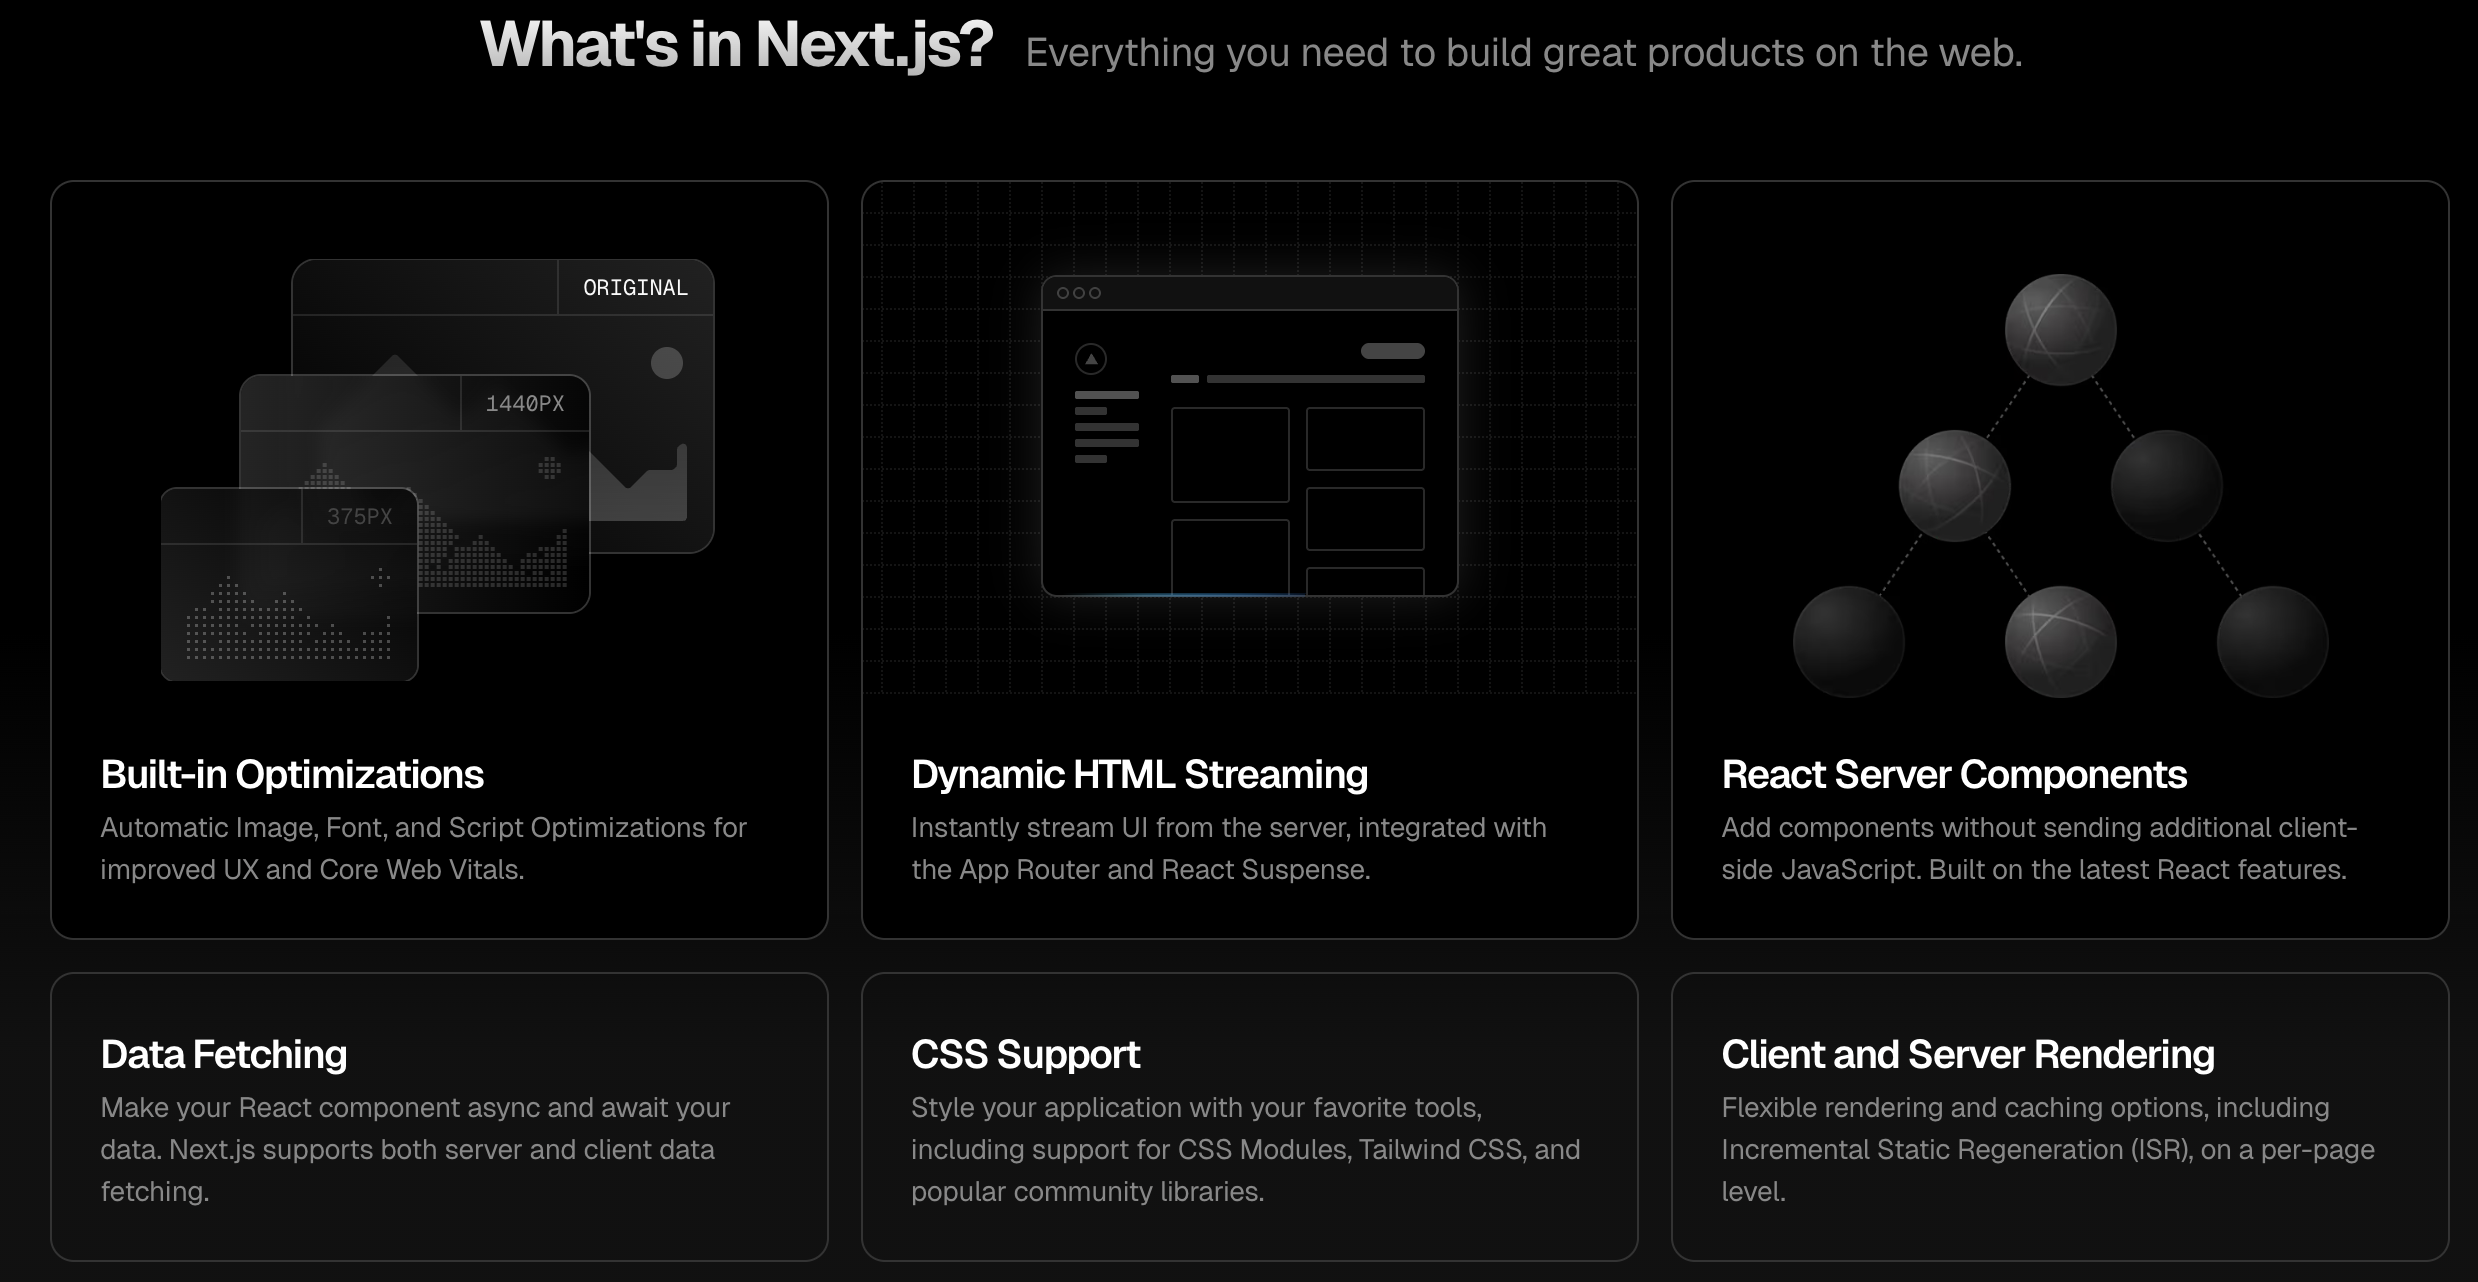 What's in Next.js? Everything you need to build great products on the web.
ORIGINAL
1440PX
375PX
Built-in Optimizations
Automatic Image, Font, and Script Optimizations for
improved UX and Core Web Vitals.
Dynamic HTML Streaming
Instantly stream UI from the server, integrated with
the App Router and React Suspense.
React Server Components
Add components without sending additional client-
side JavaScript. Built on the latest React features.
Data Fetching
Make your React component async and await your
data. Next.js supports both server and client data
fetching.
CSS Support
Style your application with your favorite tools,
including support for CSS Modules, Tailwind CSS, and
popular community libraries.
Client and Server Rendering
Flexible rendering and caching options, including
Incremental Static Regeneration (ISR), on a per-page
level.